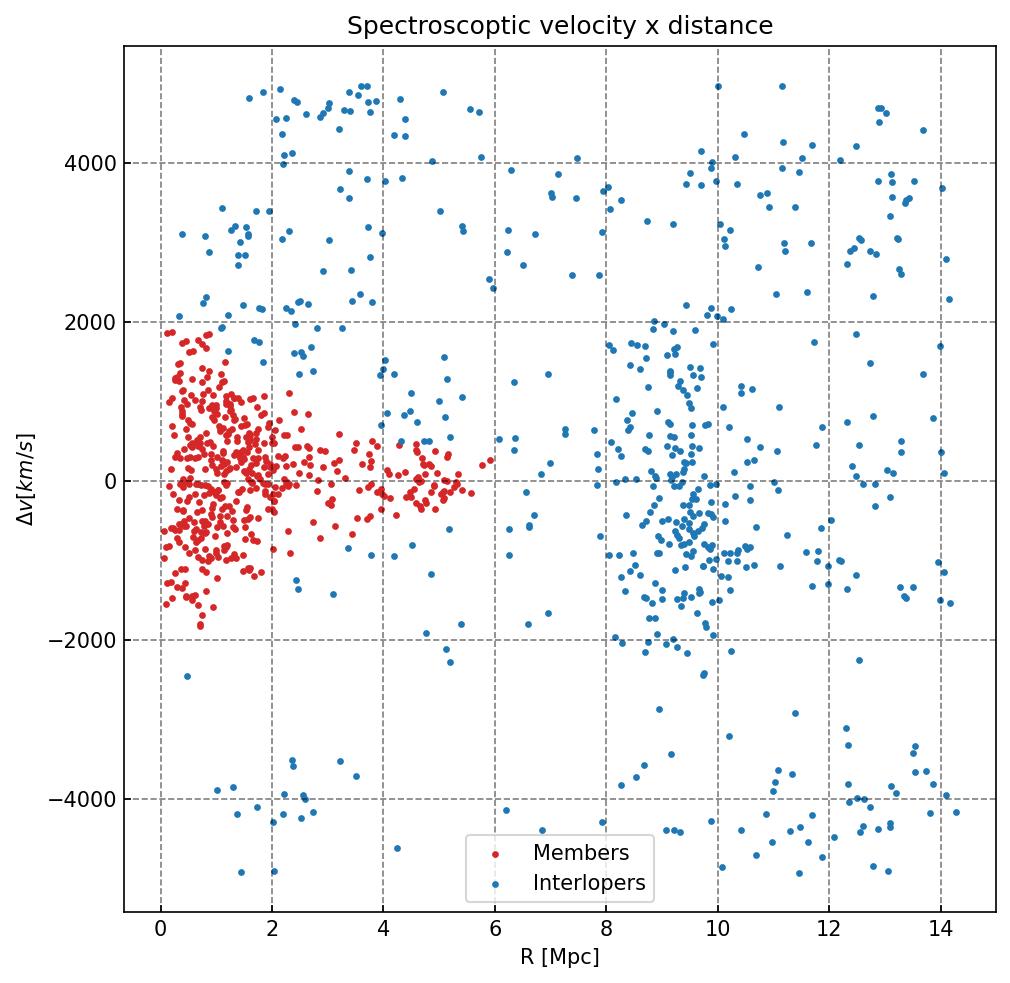 Spectroscoptic velocity x distance
Δv[km/s]
4000
2000
0
−2000
−4000
Members
Interlopers
0 2 4 6 8 10 12 14
R [Mpc]